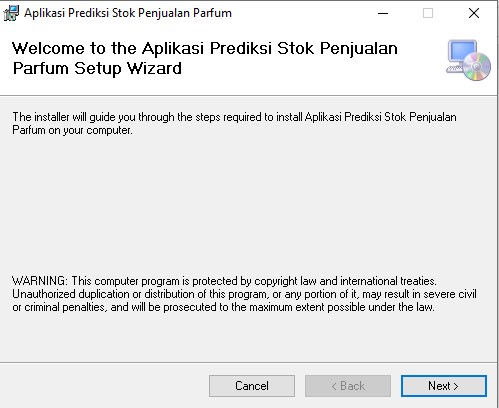 Aplikasi Prediksi Stok Penjualan Parfum
Welcome to the Aplikasi Prediksi Stok Penjualan
Parfum Setup Wizard
The installer will guide you through the steps required to install Aplikasi Prediksi Stok Penjualan
Parfum on your computer.
WARNING: This computer program is protected by copyright law and international treaties.
Unauthorized duplication or distribution of this program, or any portion of it, may result in severe civil
or criminal penalties, and will be prosecuted to the maximum extent possible under the law.
Cancel
< Back
Next >